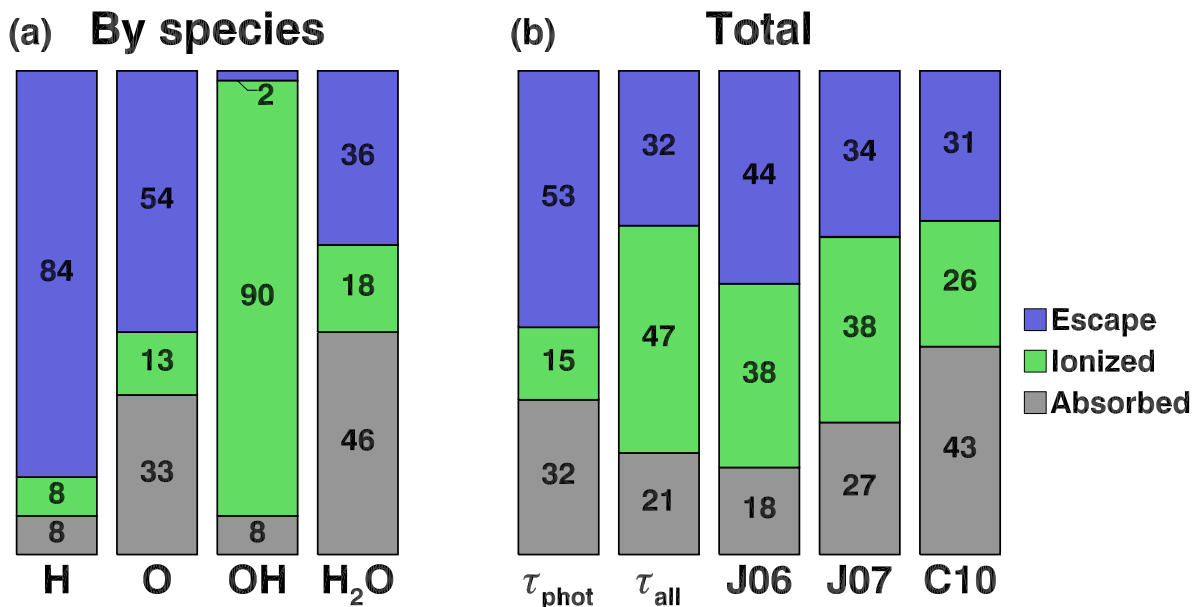 (a) By species
84
8
8
H
54
13
33
O
2
90
8
OH
36
18
46
H₂O
(b) Total
53
15
32
τphot
32
47
21
τall
44
38
18
J06
34
38
27
J07
31
26
43
C10
Escape
Ionized
Absorbed